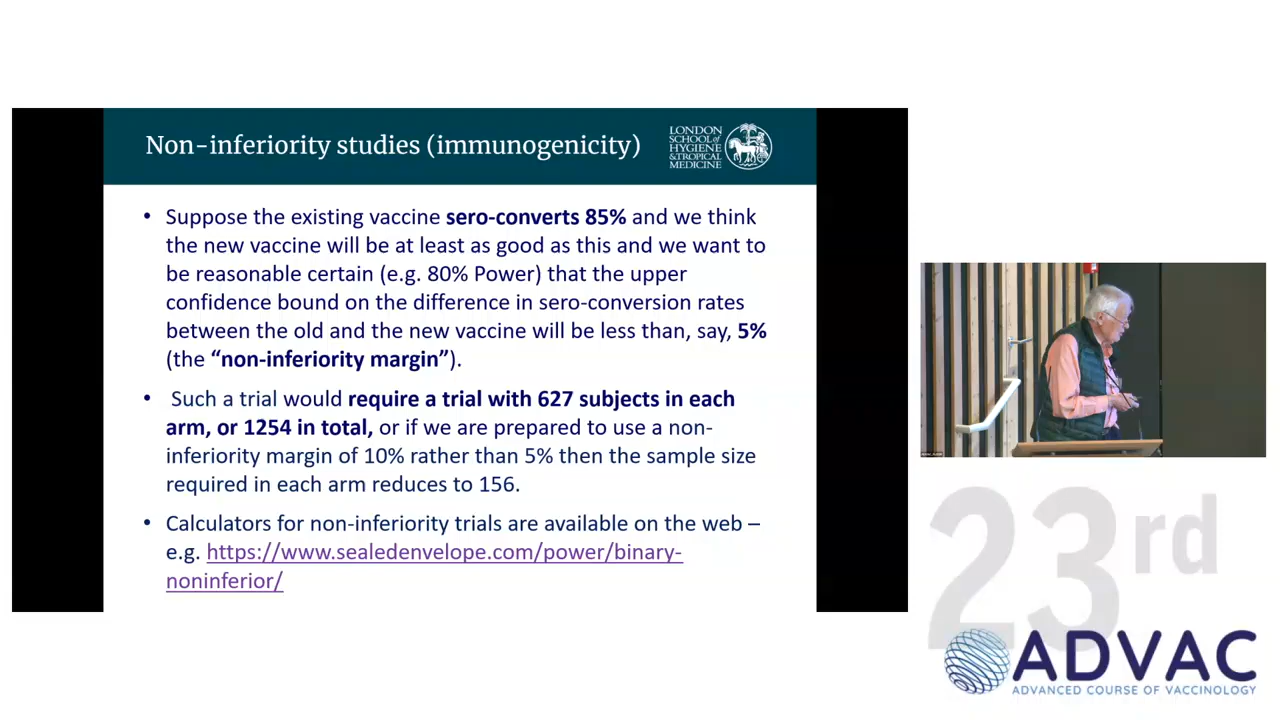 Non-inferiority studies (immunogenicity)
LONDON
SCHOOL of
HYGIENE
& TROPICAL
MEDICINE
• Suppose the existing vaccine sero-converts 85% and we think
the new vaccine will be at least as good as this and we want to
be reasonable certain (e.g. 80% Power) that the upper
confidence bound on the difference in sero-conversion rates
between the old and the new vaccine will be less than, say, 5%
(the “non-inferiority margin”).
• Such a trial would require a trial with 627 subjects in each
arm, or 1254 in total, or if we are prepared to use a non-
inferiority margin of 10% rather than 5% then the sample size
required in each arm reduces to 156.
• Calculators for non-inferiority trials are available on the web –
e.g. https://www.sealedenvelope.com/power/binary-
noninferior/
23rd
ADVAC
ADVANCED COURSE OF VACCINOLOGY